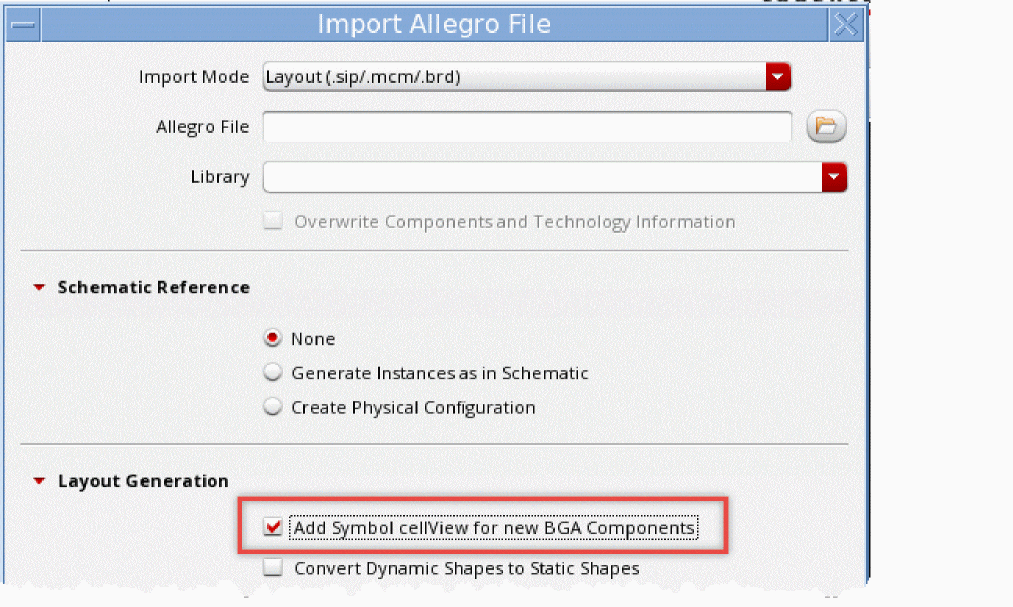 Import Allegro File
Import Mode Layout (.sip/.mcm/.brd)
Allegro File
Library
Overwrite Components and Technology Information
Schematic Reference
None
Generate Instances as in Schematic
Create Physical Configuration
Layout Generation
Add Symbol cellView for new BGA Components
Convert Dynamic Shapes to Static Shapes